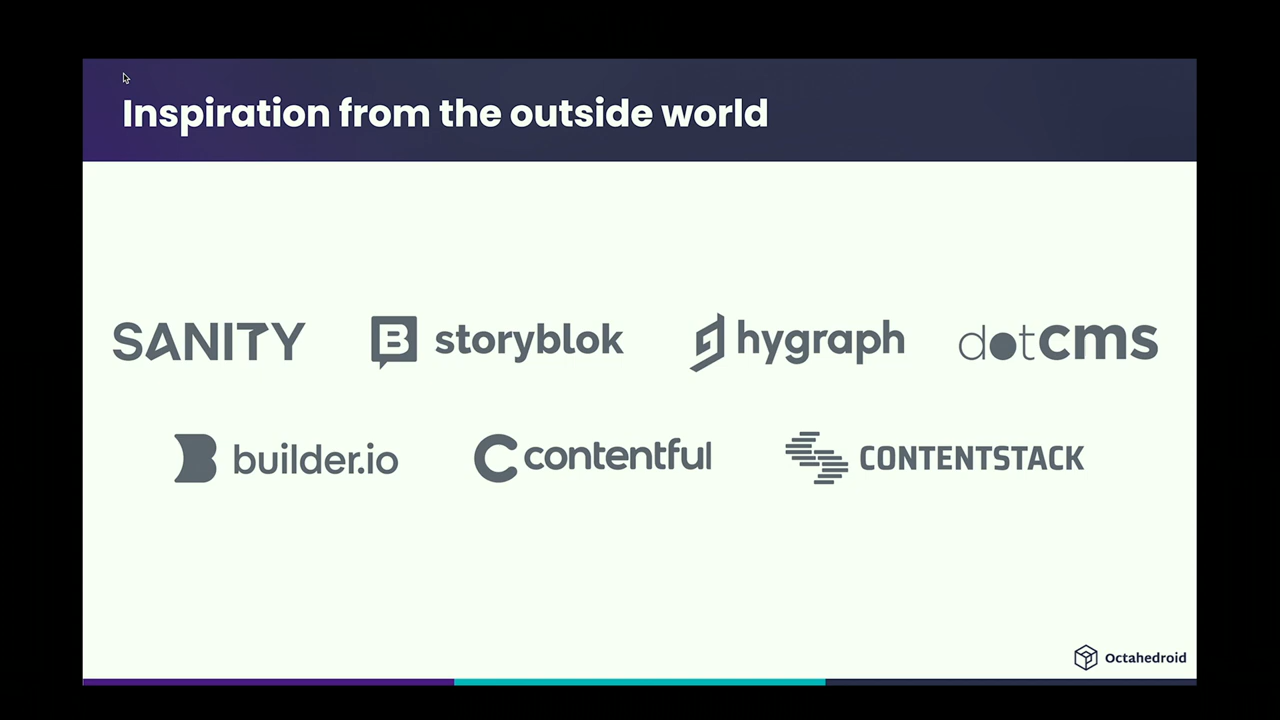 Inspiration from the outside world
SANITY
B storyblok
hygraph
dotcms
builder.io
contentful
CONTENTSTACK
Octahedroid